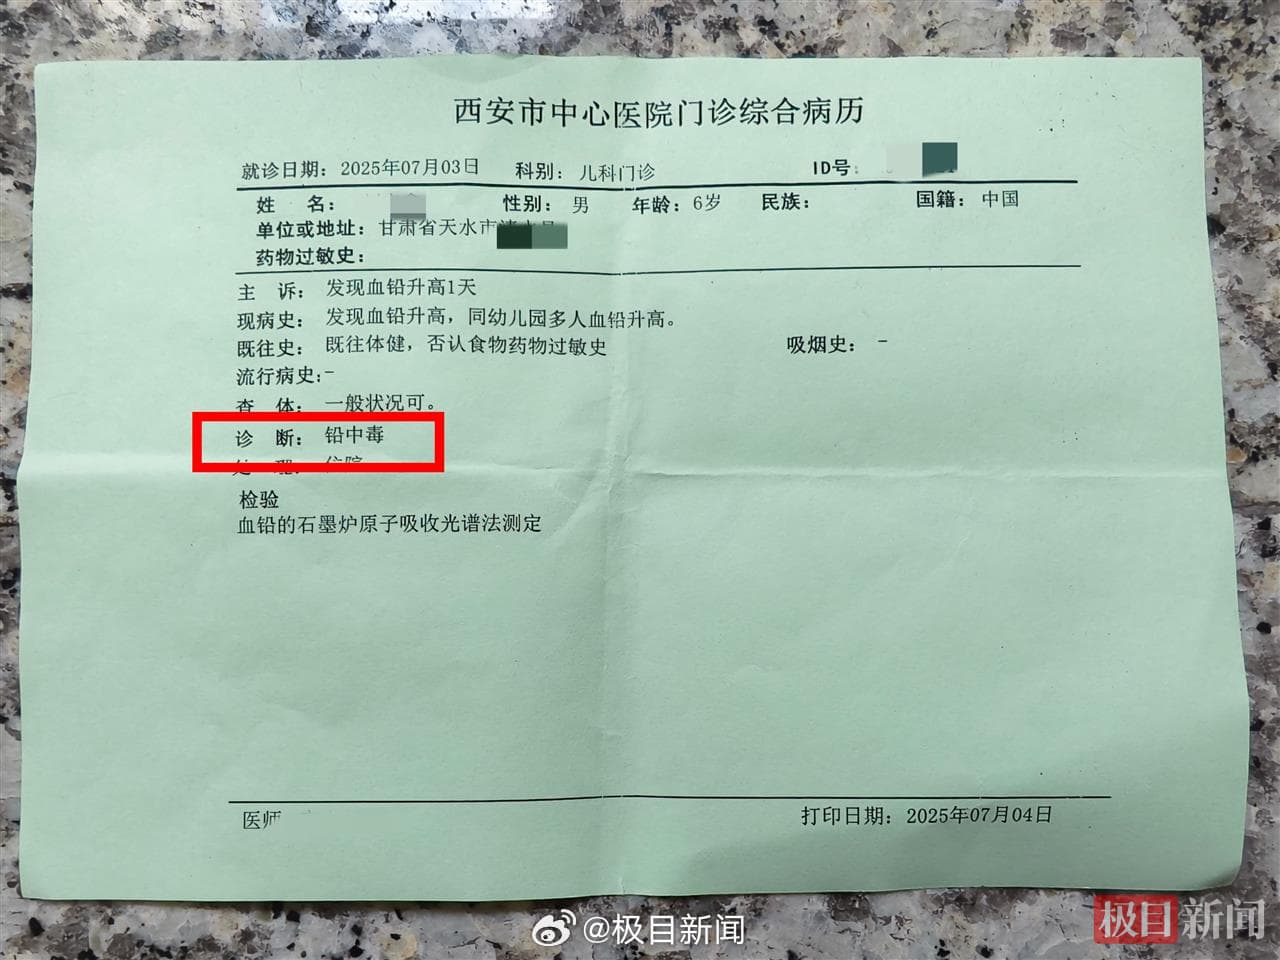 西安市中心医院门诊综合病历
就诊日期：2025年07月03日 科别：儿科门诊 ID号：
姓 名： 性别：男 年龄：6岁 民族： 国籍：中国
单位或地址：甘肃省天水市
药物过敏史：
主 诉：发现血铅升高1天
现病史：发现血铅升高，同幼儿园多人血铅升高。
既往史：既往体健，否认食物药物过敏史 吸烟史：-
流行病史：-
查 体：一般状况可。
诊 断：铅中毒
处 理：住院
检验
血铅的石墨炉原子吸收光谱法测定
医师 打印日期：2025年07月04日
@极目新闻
极目新闻